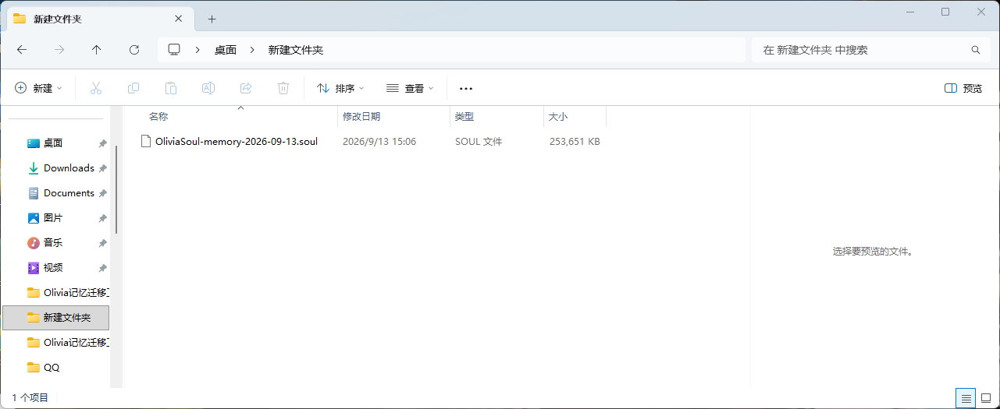 新建文件夹
桌面 新建文件夹
在 新建文件夹 中搜索
新建 排序 查看 预览
名称 修改日期 类型 大小
OliviaSoul-memory-2026-09-13.soul 2026/9/13 15:06 SOUL 文件 253,651 KB
桌面
Downloads
Documents
图片
音乐
视频
Olivia记忆迁移
新建文件夹
Olivia记忆迁移
QQ
选择要预览的文件。
1 个项目